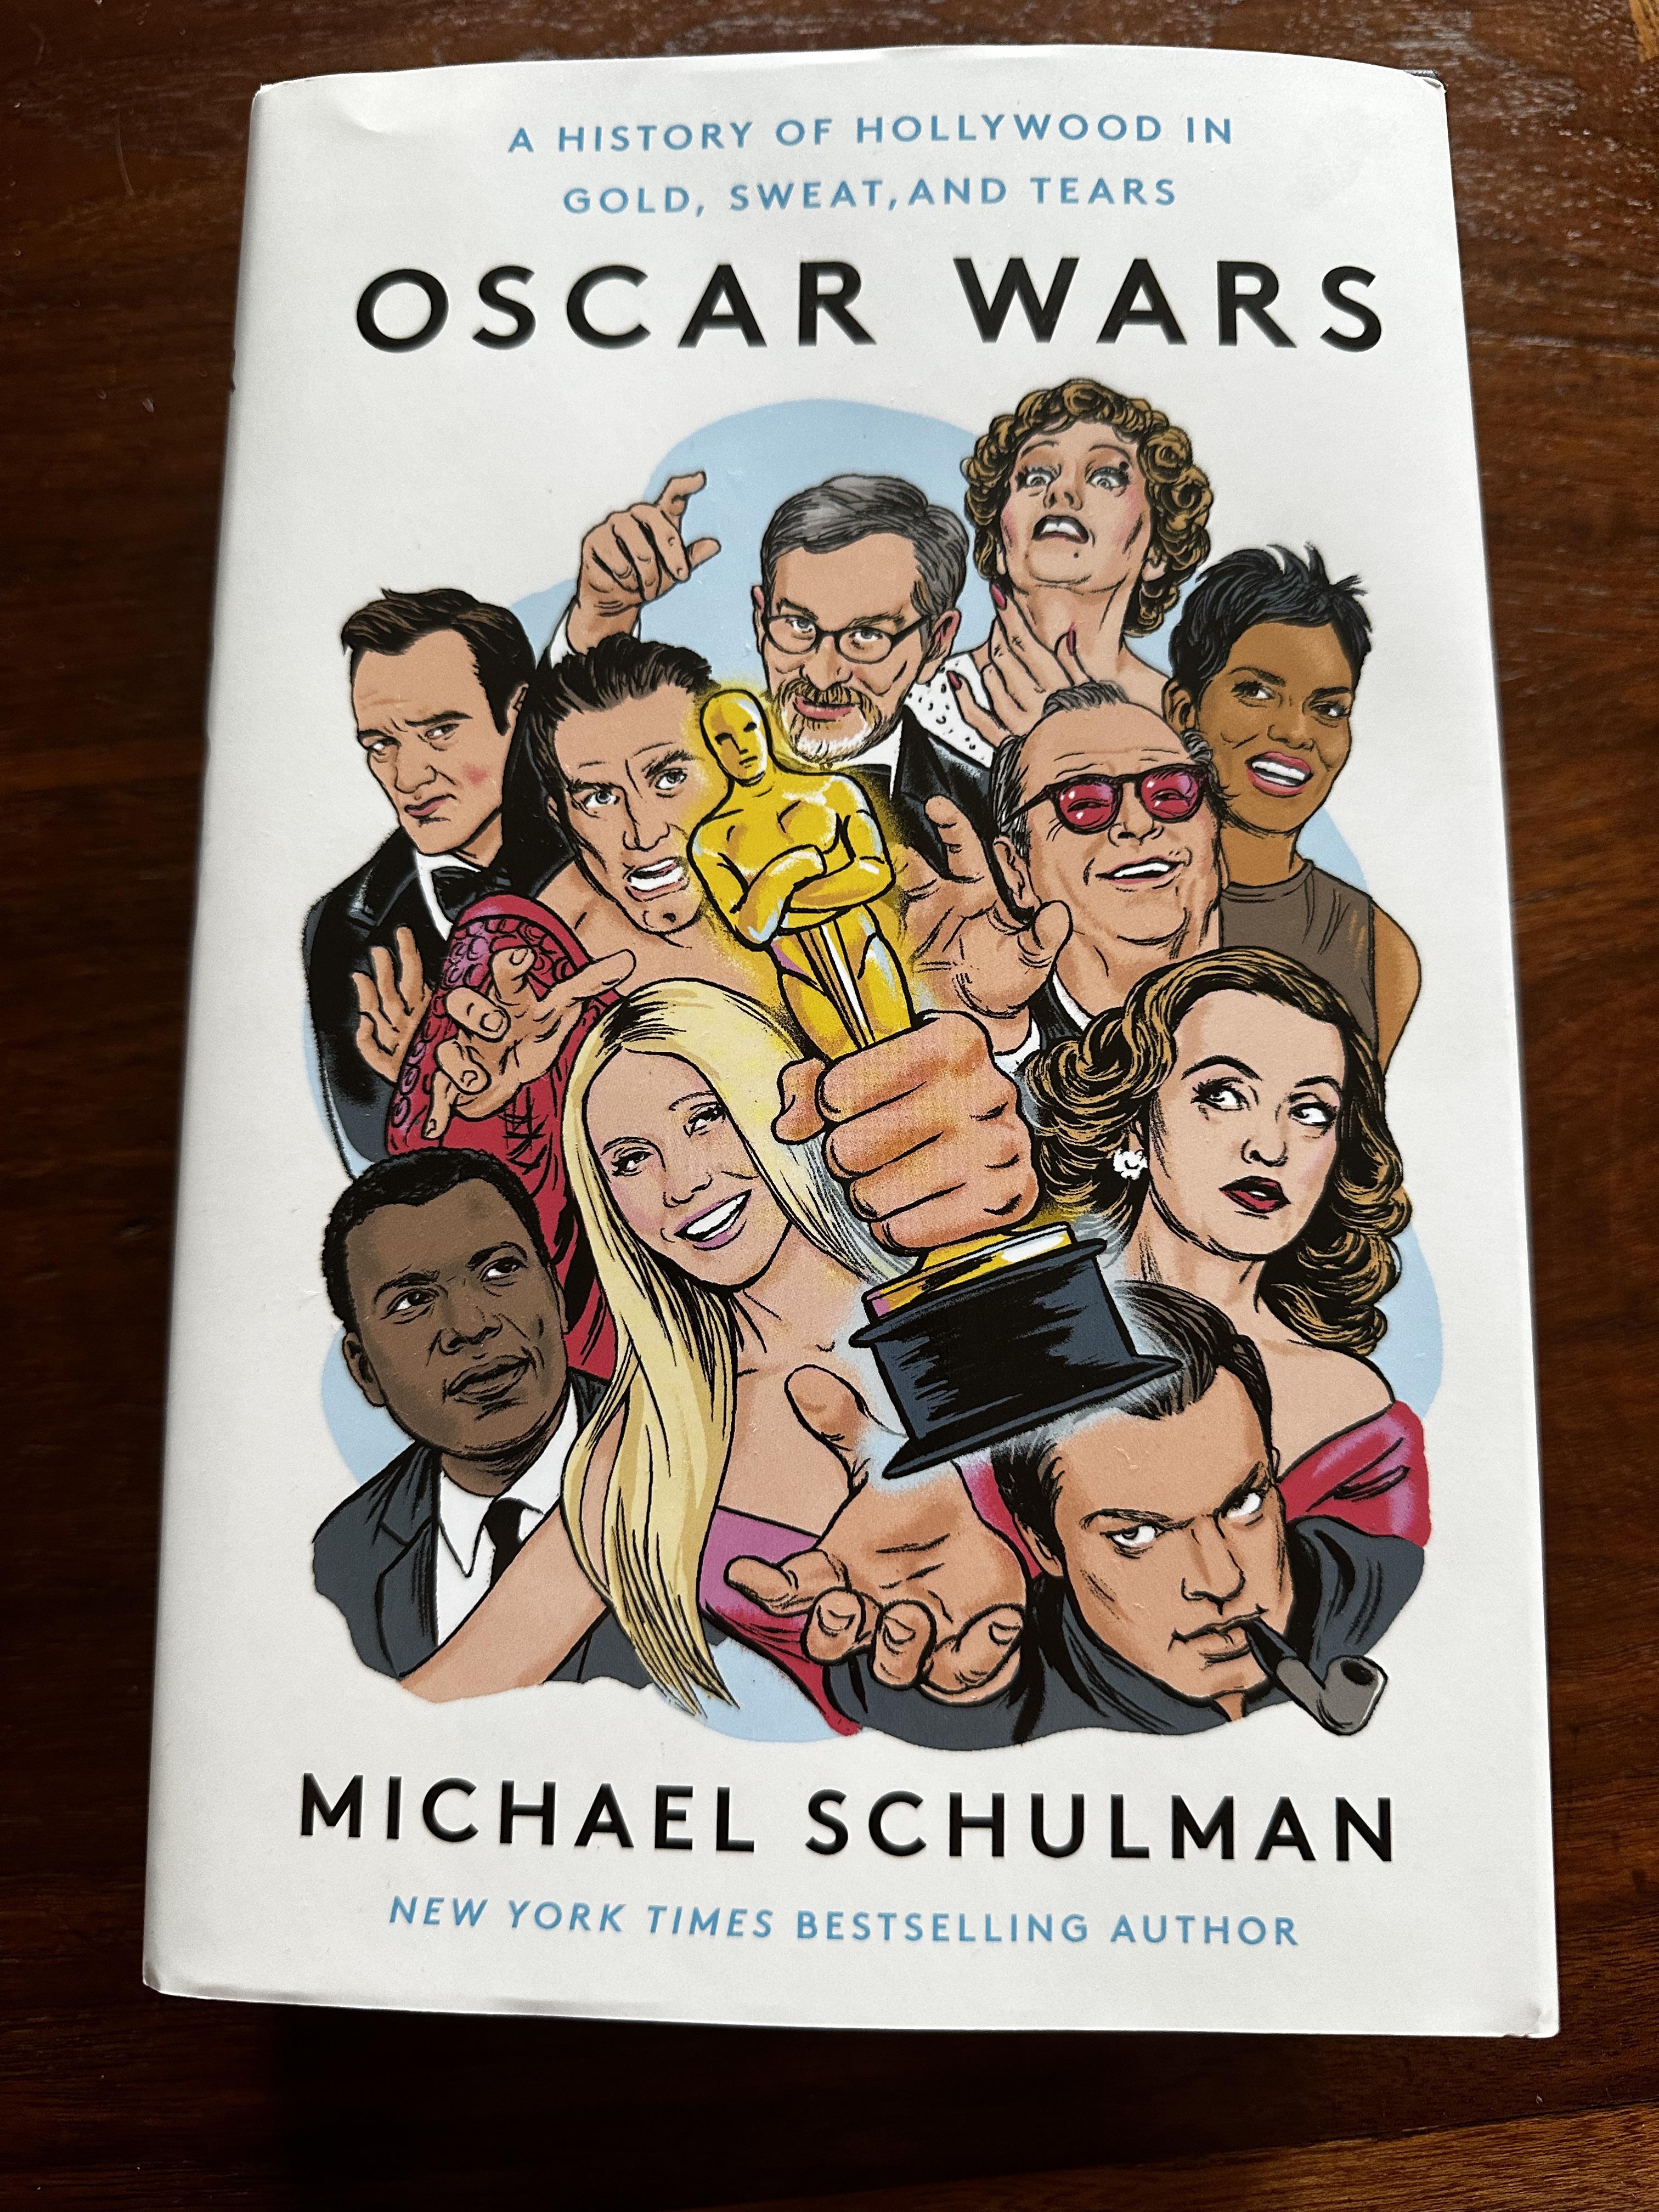 A HISTORY OF HOLLYWOOD IN
GOLD, SWEAT, AND TEARS
OSCAR WARS
MICHAEL SCHULMAN
NEW YORK TIMES BESTSELLING AUTHOR